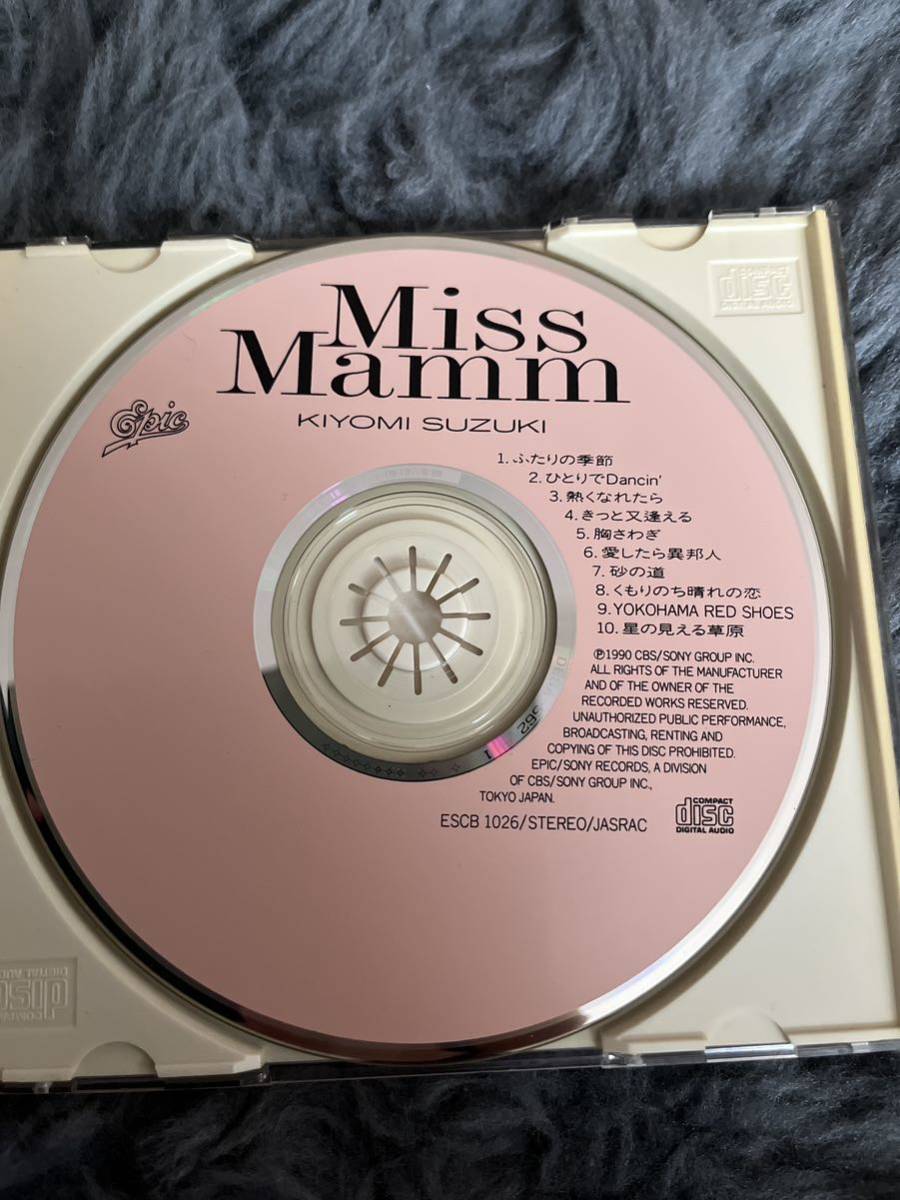 Miss
Mamm
KIYOMI SUZUKI
Epic
1. ふたりの季節
2. ひとりでDancin'
3. 熱くなれたら
4. きっと又逢える
5. 胸さわぎ
6. 愛したら異邦人
7. 砂の道
8. くもりのち晴れの恋
9. YOKOHAMA RED SHOES
10. 星の見える草原
℗1990 CBS/SONY GROUP INC.
ALL RIGHTS OF THE MANUFACTURER
AND OF THE OWNER OF THE
RECORDED WORKS RESERVED.
UNAUTHORIZED PUBLIC PERFORMANCE,
BROADCASTING, RENTING AND
COPYING OF THIS DISC PROHIBITED.
EPIC/SONY RECORDS, A DIVISION
OF CBS/SONY GROUP INC.,
TOKYO JAPAN.
ESCB 1026/STEREO/JASRAC
COMPACT
disc
DIGITAL AUDIO
COMPACT
disc
DIGITAL AUDIO
disc